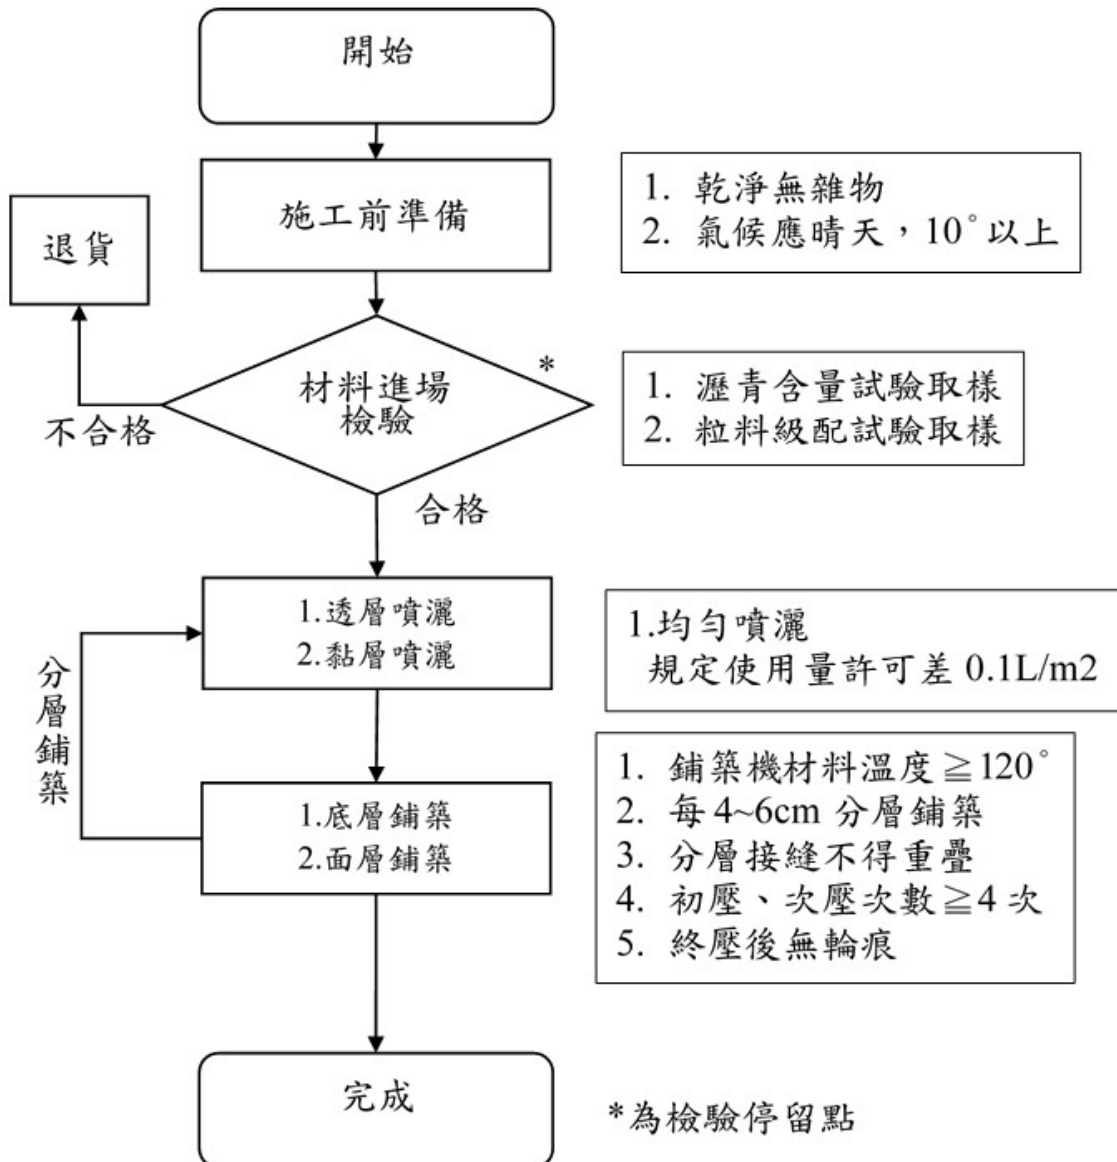 開始
施工前準備
1. 乾淨無雜物
2. 氣候應晴天，10°以上
退貨
材料進場
檢驗
*
不合格
1. 瀝青含量試驗取樣
2. 粒料級配試驗取樣
合格
1.透層噴灑
2.黏層噴灑
1.均勻噴灑
規定使用量許可差 0.1L/m2
分層鋪築
1.底層鋪築
2.面層鋪築
1. 鋪築機材料溫度≧120°
2. 每 4~6cm 分層鋪築
3. 分層接縫不得重疊
4. 初壓、次壓次數≧4 次
5. 終壓後無輪痕
完成
*為檢驗停留點